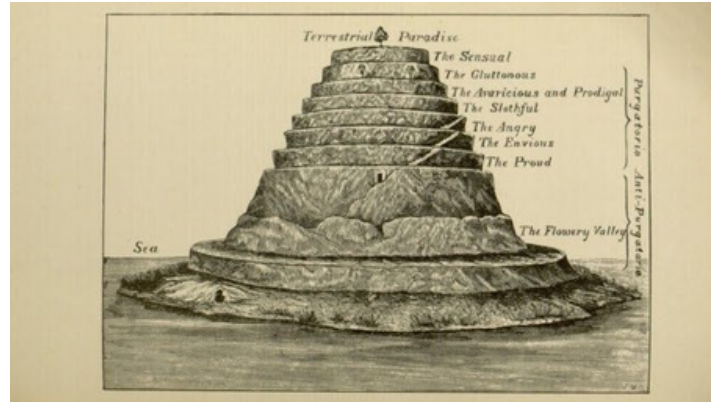 Terrestrial Paradise
The Sensual
The Gluttonous
The Avaricious and Prodigal
The Slothful
The Angry
The Envious
The Proud
Purgatorio
The Flowery Valley
Anti-Purgatorio
Sea